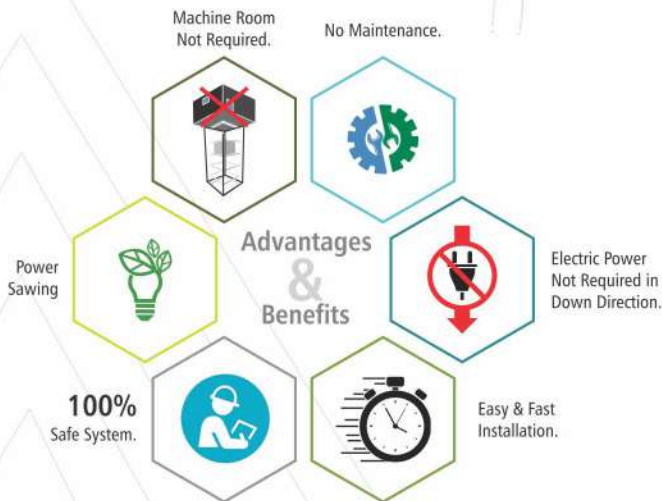 Machine Room
Not Required.
No Maintenance.
Advantages
&
Benefits
Power
Sawing
Electric Power
Not Required in
Down Direction.
100%
Safe System.
Easy & Fast
Installation.